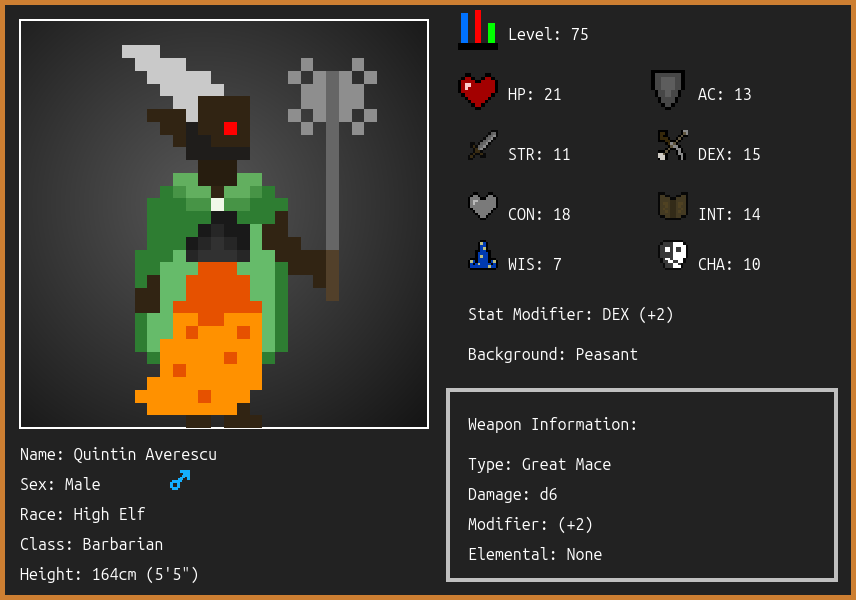 Level: 75
HP: 21
AC: 13
STR: 11
DEX: 15
CON: 18
INT: 14
WIS: 7
CHA: 10
Stat Modifier: DEX (+2)
Background: Peasant
Weapon Information:
Type: Great Mace
Damage: d6
Modifier: (+2)
Elemental: None
Name: Quintin Averescu
Sex: Male
Race: High Elf
Class: Barbarian
Height: 164cm (5'5")